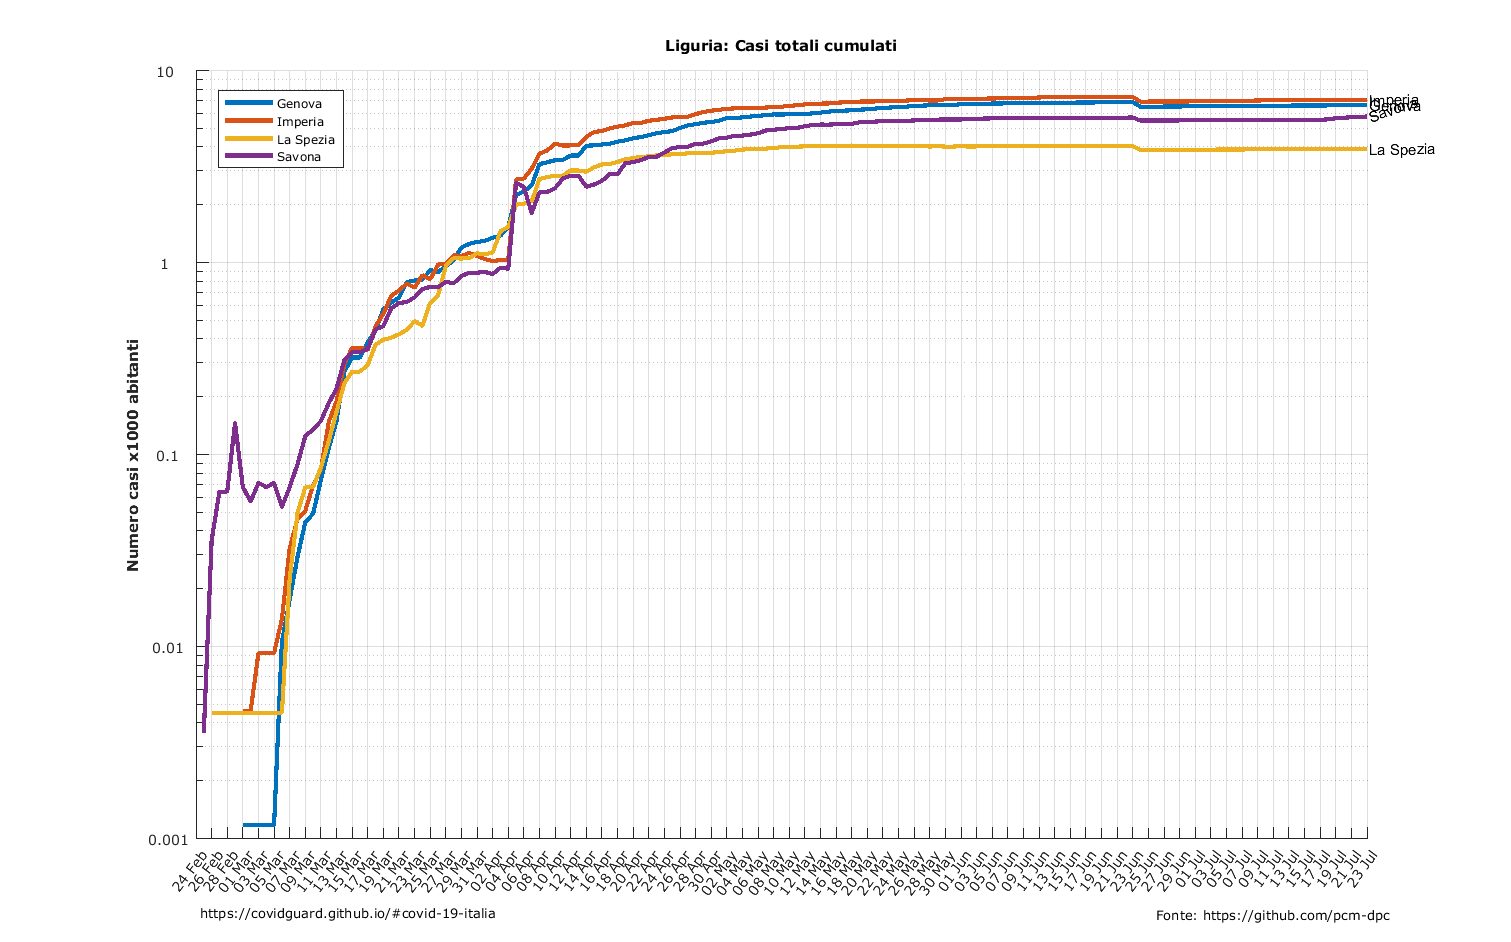 Liguria: Casi totali cumulati
Numero casi x1000 abitanti
10
1
0.1
0.01
0.001
Genova
Imperia
La Spezia
Savona
Imperia
Genova
Savona
La Spezia
24 Feb
26 Feb
28 Feb
01 Mar
03 Mar
05 Mar
07 Mar
09 Mar
11 Mar
13 Mar
15 Mar
17 Mar
19 Mar
21 Mar
23 Mar
25 Mar
27 Mar
29 Mar
31 Mar
02 Apr
04 Apr
06 Apr
08 Apr
10 Apr
12 Apr
14 Apr
16 Apr
18 Apr
20 Apr
22 Apr
24 Apr
26 Apr
28 Apr
30 Apr
02 May
04 May
06 May
08 May
10 May
12 May
14 May
16 May
18 May
20 May
22 May
24 May
26 May
28 May
30 May
01 Jun
03 Jun
05 Jun
07 Jun
09 Jun
11 Jun
13 Jun
15 Jun
17 Jun
19 Jun
21 Jun
23 Jun
25 Jun
27 Jun
29 Jun
01 Jul
03 Jul
05 Jul
07 Jul
09 Jul
11 Jul
13 Jul
15 Jul
17 Jul
19 Jul
21 Jul
23 Jul
https://covidguard.github.io/#covid-19-italia
Fonte: https://github.com/pcm-dpc